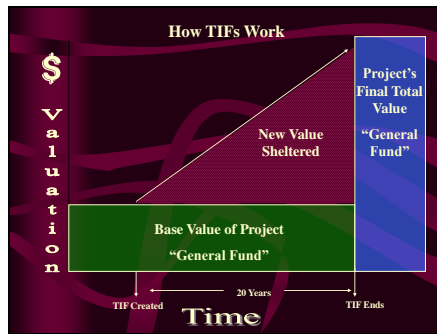 How TIFs Work
$
Valuation
Project's
Final Total
Value
"General
Fund"
New Value
Sheltered
Base Value of Project
"General Fund"
20 Years
TIF Created
TIF Ends
Time